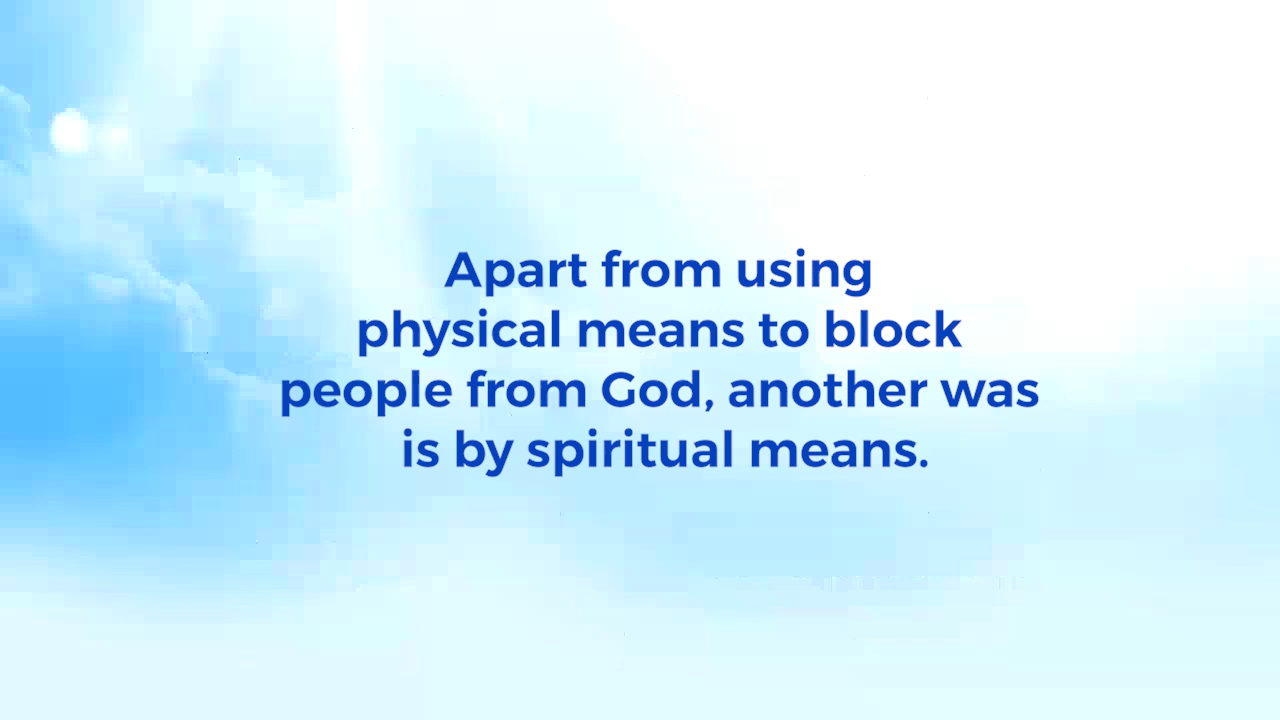 Apart from using
physical means to block
people from God, another was
is by spiritual means.